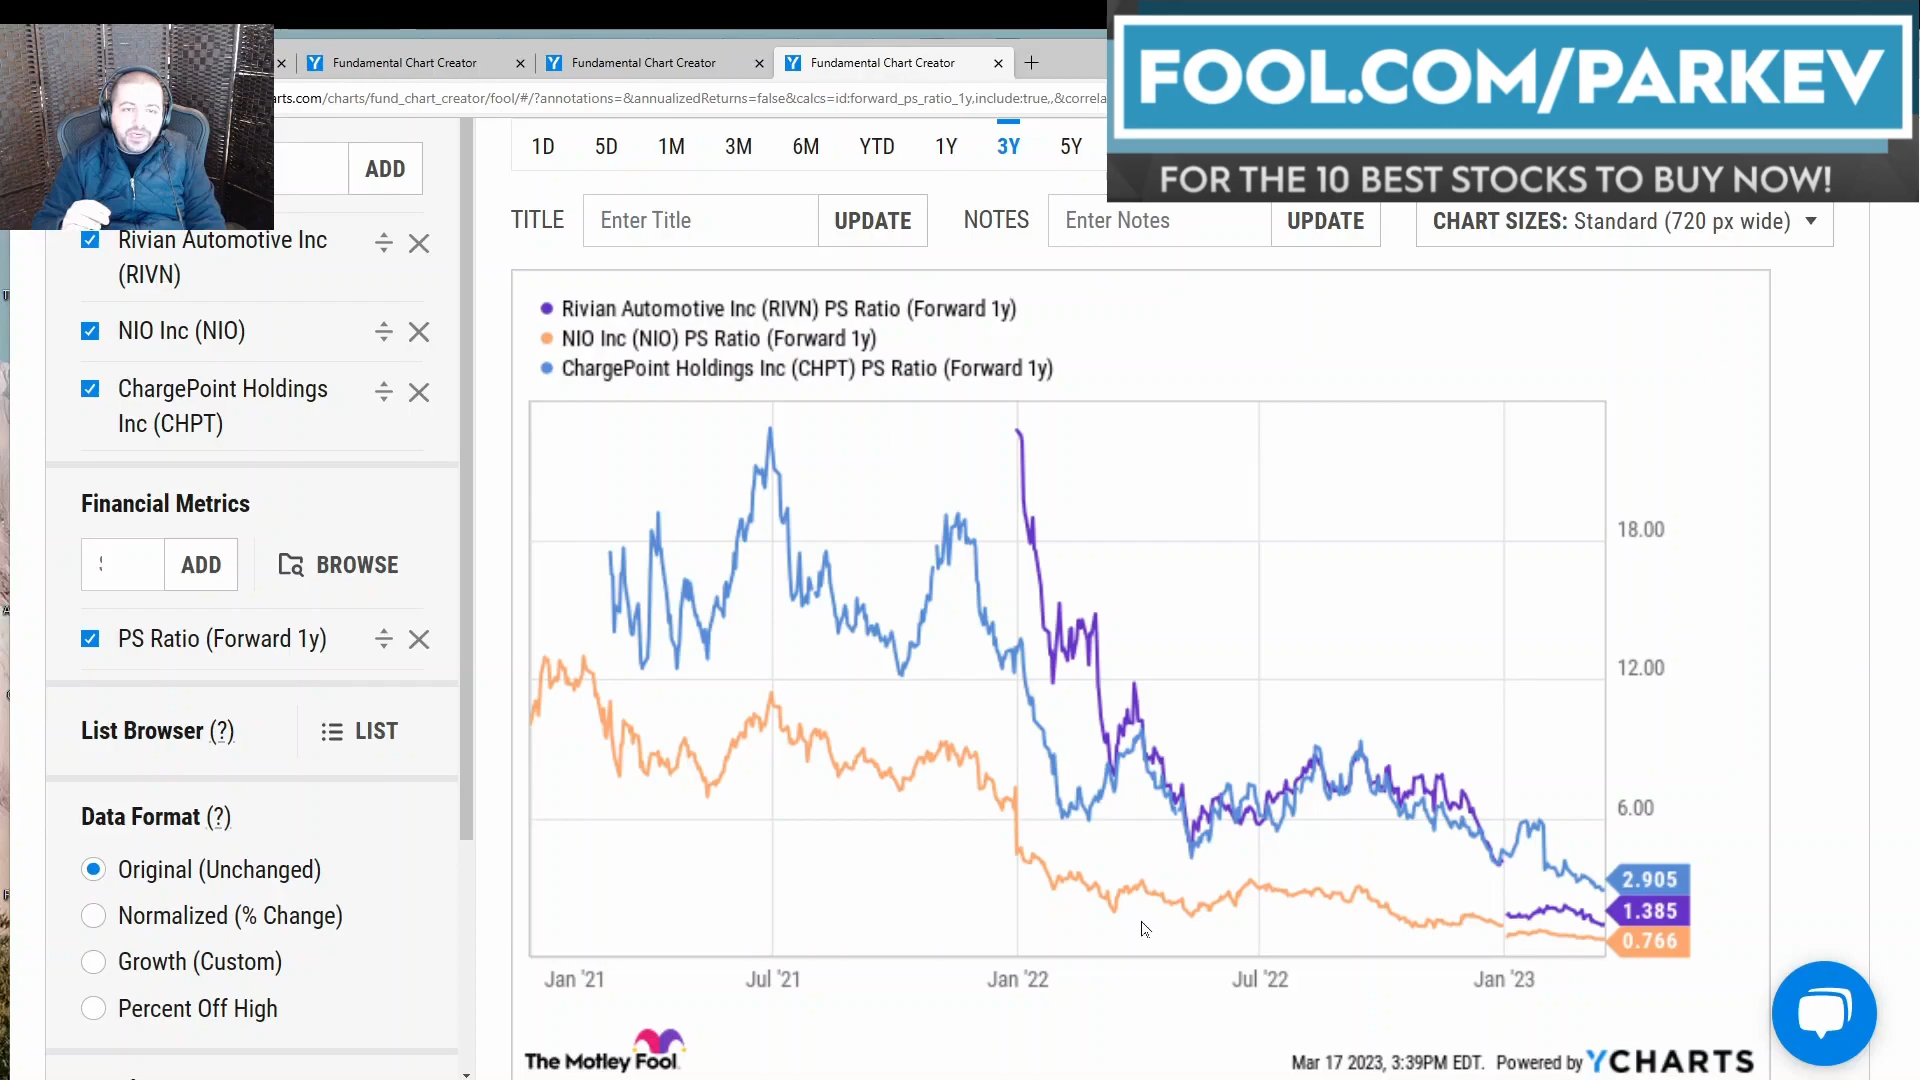 Fundamental Chart Creator
Fundamental Chart Creator
Fundamental Chart Creator
FOOL.COM/PARKEV
FOR THE 10 BEST STOCKS TO BUY NOW!
arts.com/charts/fund_chart_creator/fool/#/?annotations=&annualizedReturns=false&calcs=id:forward_ps_ratio_1y,include:true,,&correla
1D 5D 1M 3M 6M YTD 1Y 3Y 5Y
ADD
TITLE Enter Title UPDATE NOTES Enter Notes UPDATE CHART SIZES: Standard (720 px wide)
Rivian Automotive Inc
(RIVN)
NIO Inc (NIO)
ChargePoint Holdings
Inc (CHPT)
Financial Metrics
ADD BROWSE
PS Ratio (Forward 1y)
List Browser (?) LIST
Data Format (?)
Original (Unchanged)
Normalized (% Change)
Growth (Custom)
Percent Off High
Rivian Automotive Inc (RIVN) PS Ratio (Forward 1y)
NIO Inc (NIO) PS Ratio (Forward 1y)
ChargePoint Holdings Inc (CHPT) PS Ratio (Forward 1y)
18.00
12.00
6.00
2.905
1.385
0.766
Jan '21 Jul '21 Jan '22 Jul '22 Jan '23
The Motley Fool
Mar 17 2023, 3:39PM EDT. Powered by YCHARTS